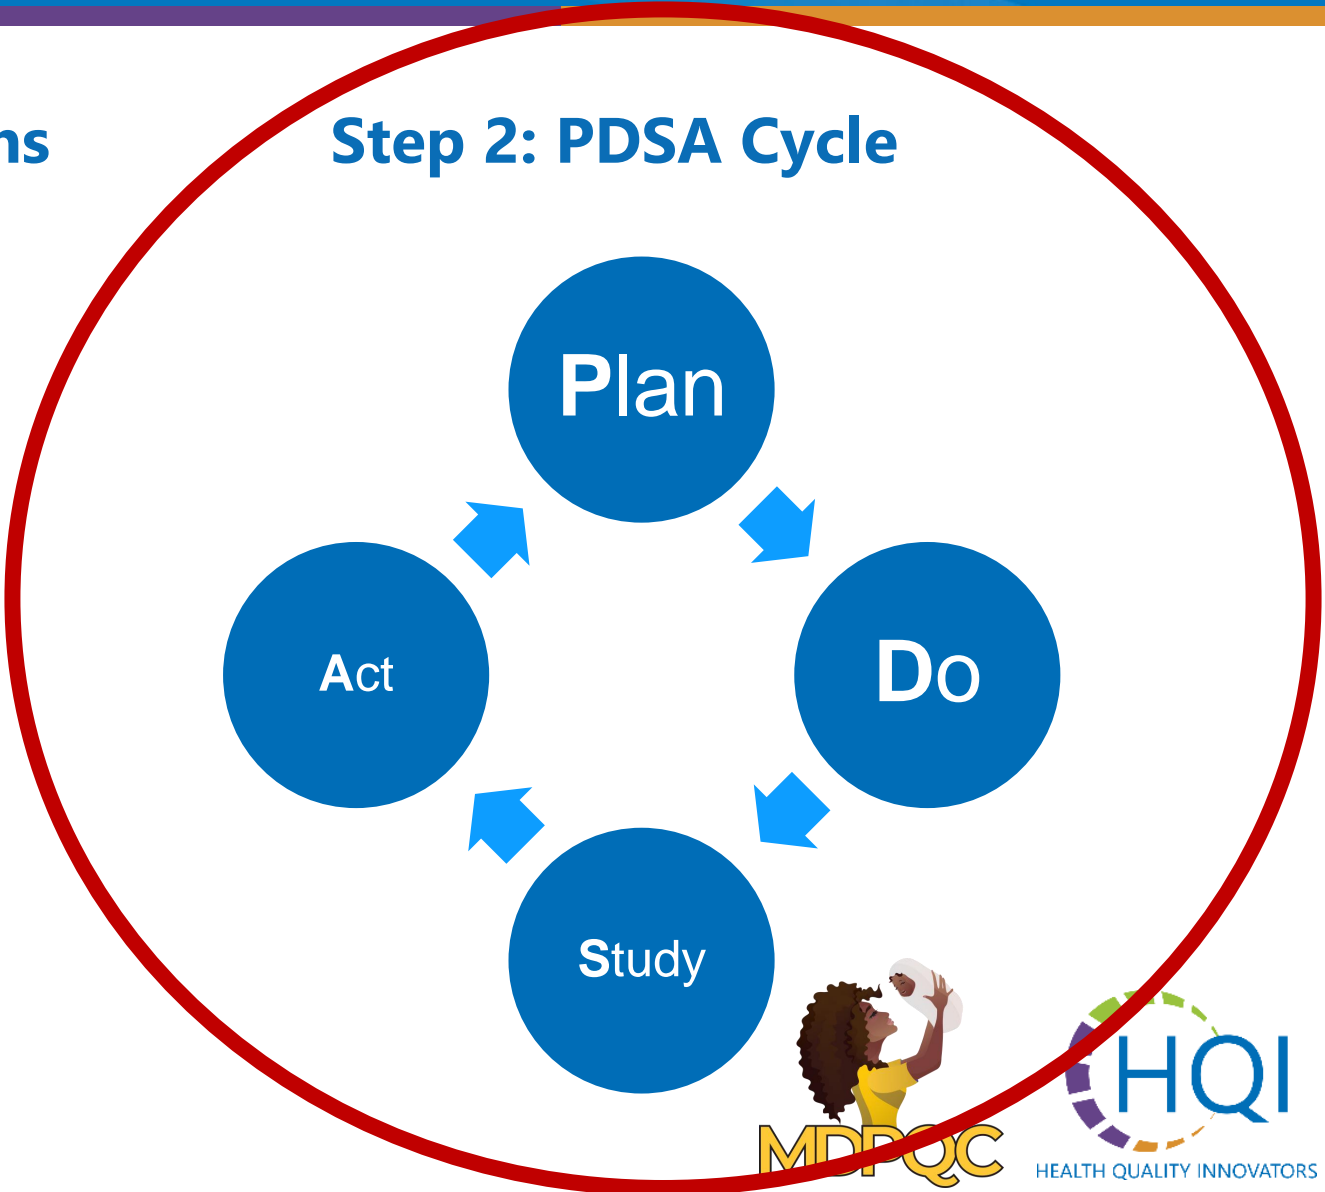 ns
Step 2: PDSA Cycle
Plan
Do
Study
Act
MDPQC
HQI
HEALTH QUALITY INNOVATORS